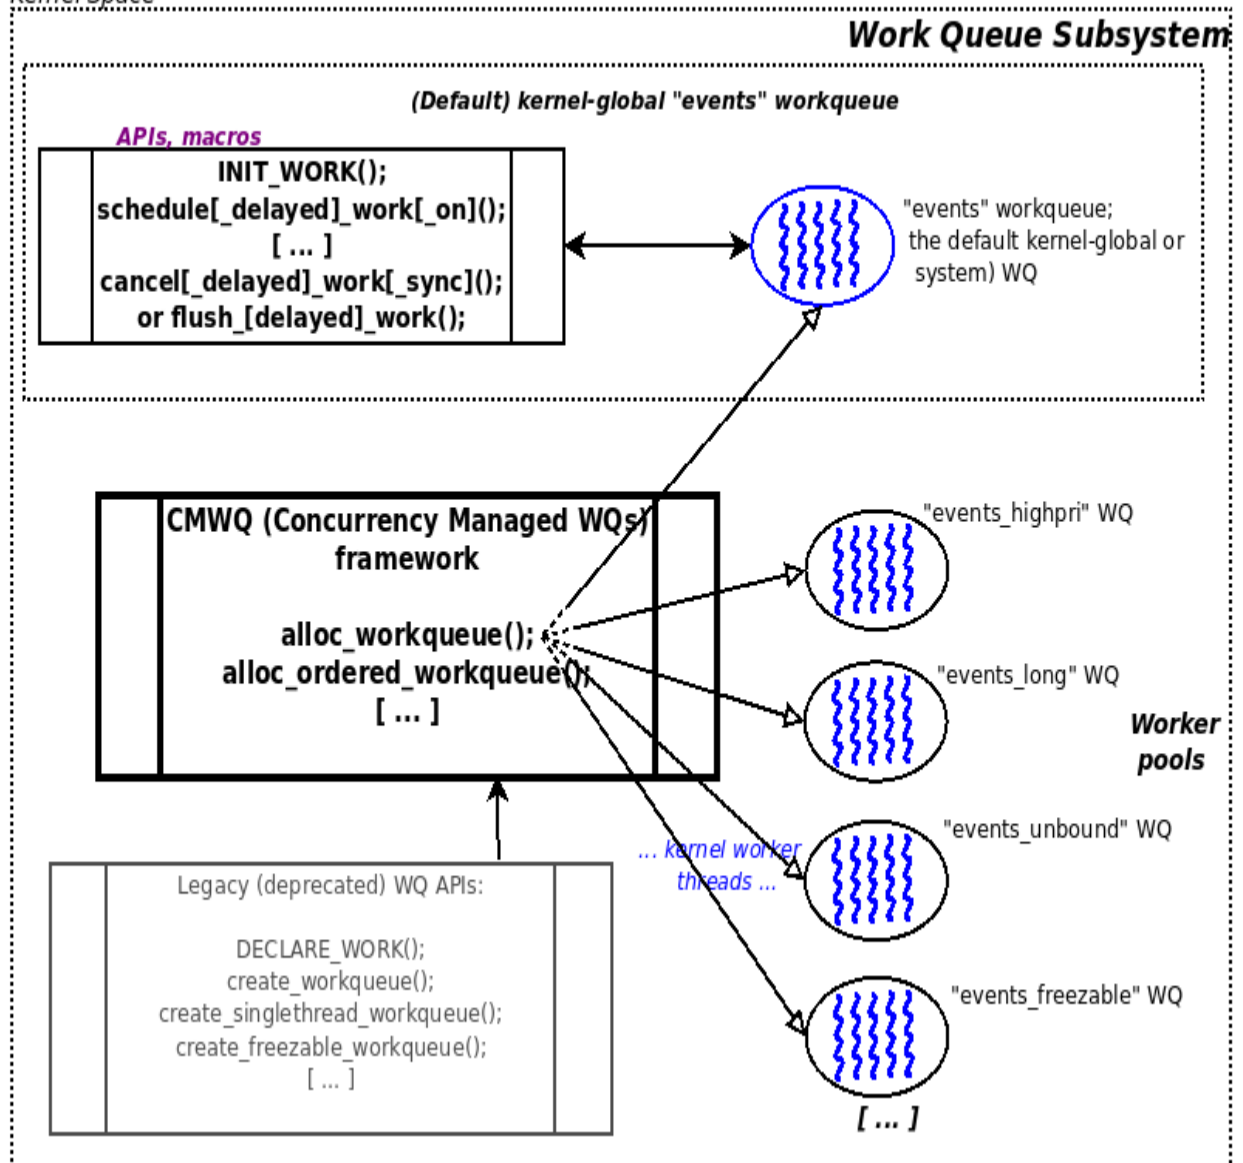 Kernel Space
Work Queue Subsystem
(Default) kernel-global "events" workqueue
APIs, macros
INIT_WORK();
schedule[_delayed]_work[_on]();
[ ... ]
cancel[_delayed]_work[_sync]();
or flush_[delayed]_work();
"events" workqueue;
the default kernel-global or
system) WQ
CMWQ (Concurrency Managed WQs)
framework
alloc_workqueue();
alloc_ordered_workqueue();
[ ... ]
"events_highpri" WQ
"events_long" WQ
Worker
pools
"events_unbound" WQ
... kernel worker
threads ...
Legacy (deprecated) WQ APIs:
DECLARE_WORK();
create_workqueue();
create_singlethread_workqueue();
create_freezable_workqueue();
[ ... ]
"events_freezable" WQ
[ ... ]